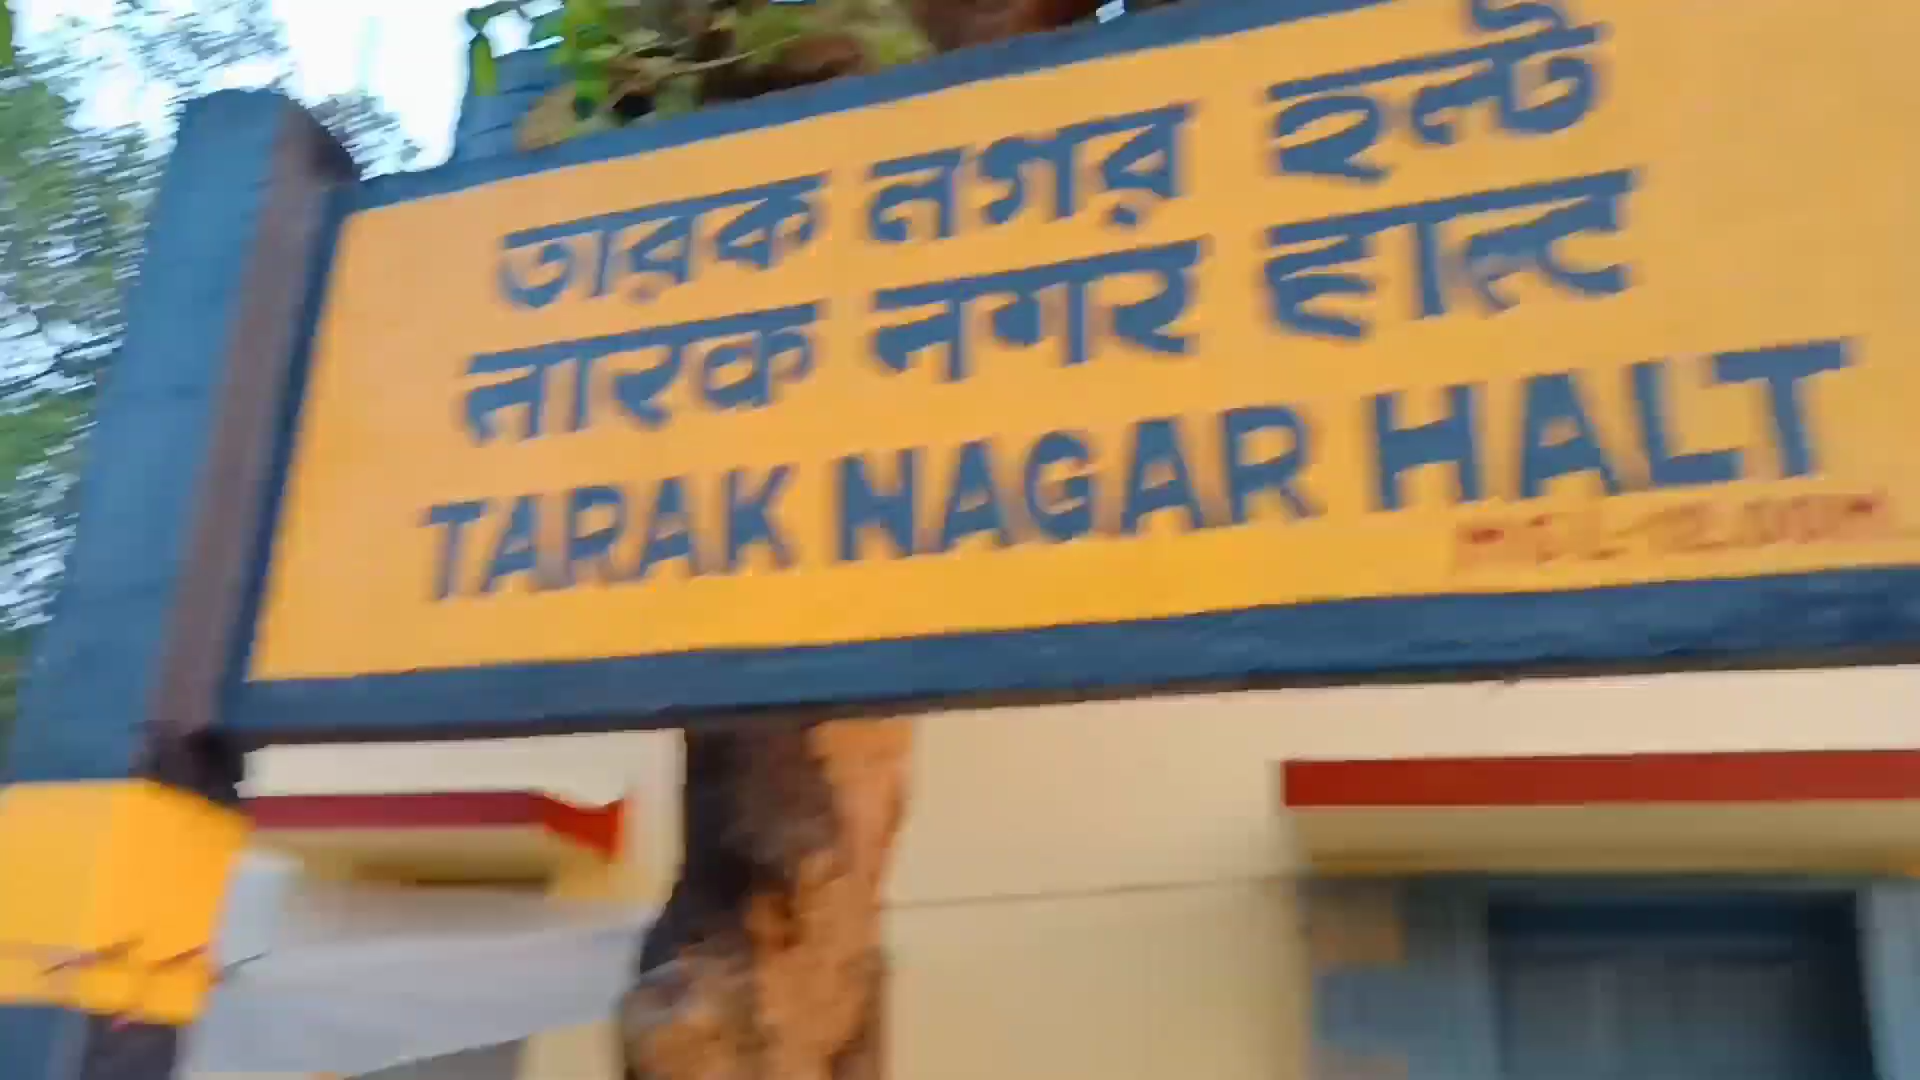 তারক নগর হল্ট
तारक नगर हाल्ट
TARAK NAGAR HALT